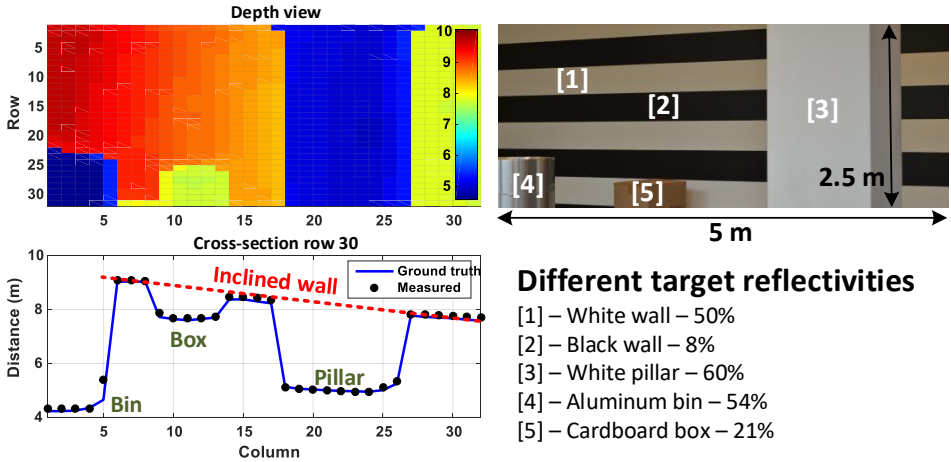 Depth view
Row
5
10
15
20
25
30
5
10
15
20
25
30
10
9
8
7
6
5
[1]
[2]
[3]
[4]
[5]
2.5 m
5 m
Cross-section row 30
Distance (m)
10
8
6
4
5
10
15
20
25
30
Column
Inclined wall
Ground truth
Measured
Box
Pillar
Bin
Different target reflectivities
[1] – White wall – 50%
[2] – Black wall – 8%
[3] – White pillar – 60%
[4] – Aluminum bin – 54%
[5] – Cardboard box – 21%